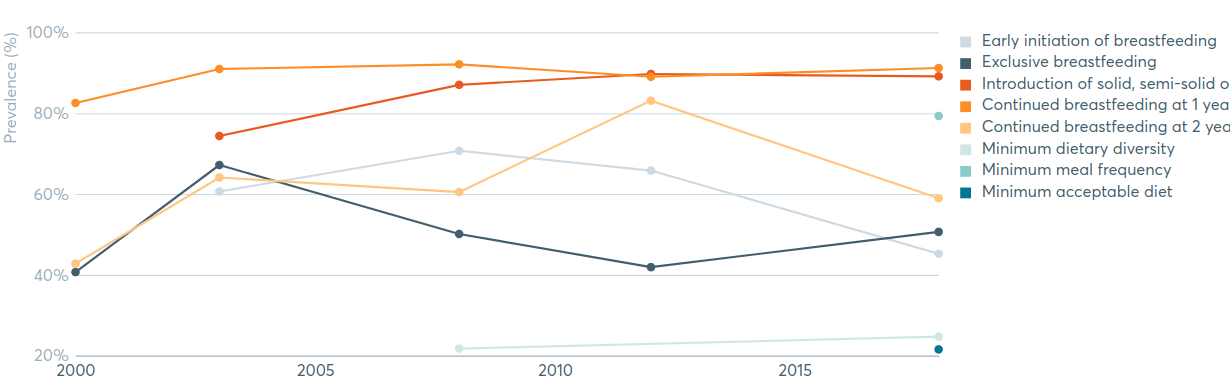 Prevalence (%)
100%
80%
60%
40%
20%
2000
2005
2010
2015
Early initiation of breastfeeding
Exclusive breastfeeding
Introduction of solid, semi-solid o
Continued breastfeeding at 1 yea
Continued breastfeeding at 2 yea
Minimum dietary diversity
Minimum meal frequency
Minimum acceptable diet